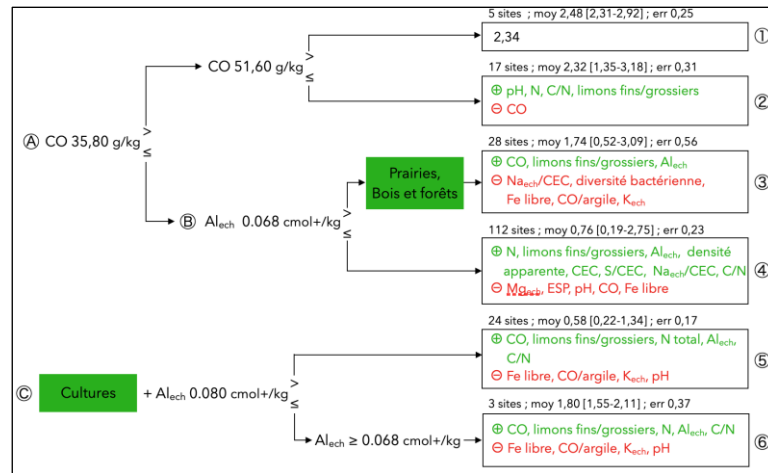 5 sites ; moy 2,48 [2,31-2,92] ; err 0,25
2,34
①
CO 51,60 g/kg
>
≤
17 sites ; moy 2,32 [1,35-3,18] ; err 0,31
⊕ pH, N, C/N, limons fins/grossiers
⊖ CO
②
Ⓐ CO 35,80 g/kg
>
≤
28 sites ; moy 1,74 [0,52-3,09] ; err 0,56
Prairies,
Bois et forêts
⊕ CO, limons fins/grossiers, Alech
⊖ Naech/CEC, diversité bactérienne,
Fe libre, CO/argile, Kech
③
Ⓑ Alech 0.068 cmol+/kg
>
≤
112 sites ; moy 0,76 [0,19-2,75] ; err 0,23
⊕ N, limons fins/grossiers, Alech, densité
apparente, CEC, S/CEC, Naech/CEC, C/N
⊖ Mgech, ESP, pH, CO, Fe libre
④
24 sites ; moy 0,58 [0,22-1,34] ; err 0,17
⊕ CO, limons fins/grossiers, N total, Alech,
C/N
⊖ Fe libre, CO/argile, Kech, pH
⑤
Ⓒ Cultures + Alech 0.080 cmol+/kg
>
≤
3 sites ; moy 1,80 [1,55-2,11] ; err 0,37
Alech ≥ 0.068 cmol+/kg
⊕ CO, limons fins/grossiers, N, Alech, C/N
⊖ Fe libre, CO/argile, Kech, pH
⑥